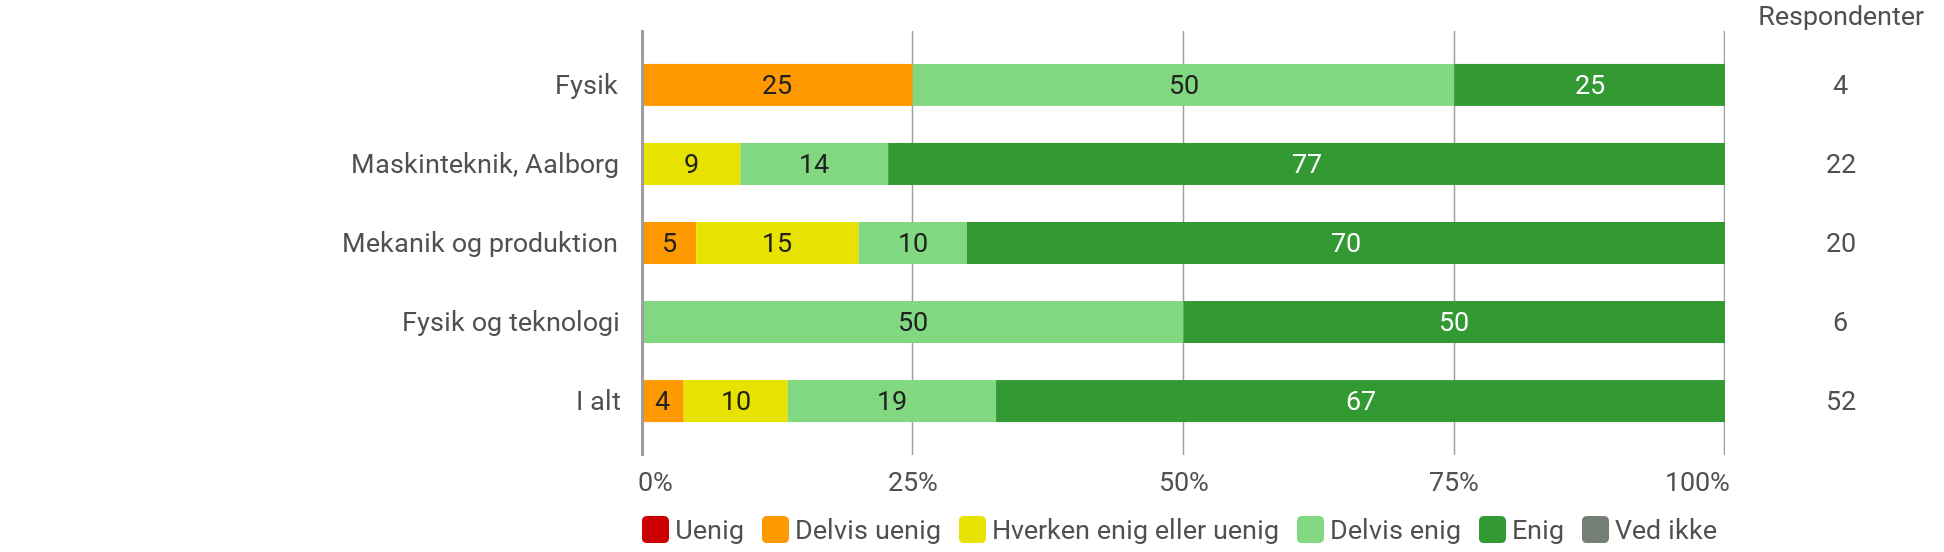 Respondenter
Fysik 25 50 25 4
Maskinteknik, Aalborg 9 14 77 22
Mekanik og produktion 5 15 10 70 20
Fysik og teknologi 50 50 6
I alt 4 10 19 67 52
0% 25% 50% 75% 100%
Uenig Delvis uenig Hverken enig eller uenig Delvis enig Enig Ved ikke